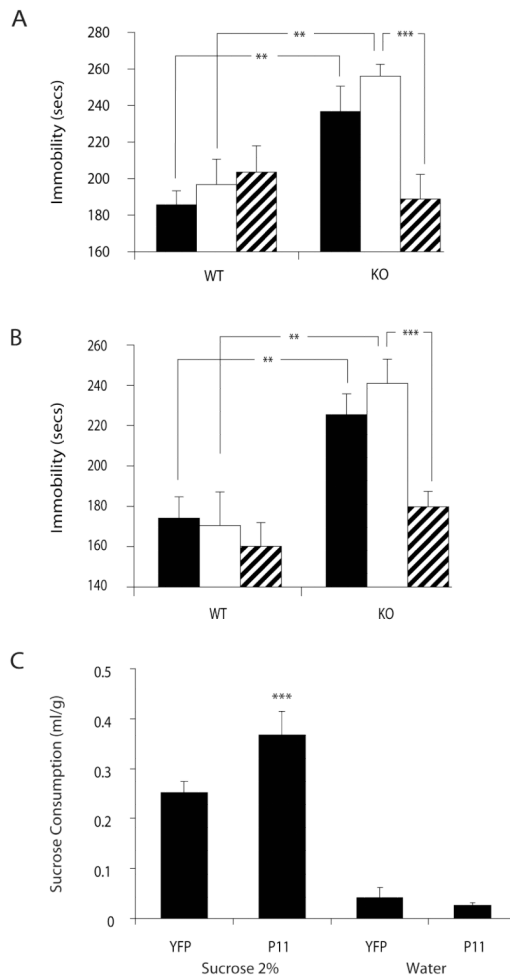 A
280
260
240
220
200
180
160
Immobility (secs)
**
**
***
WT
KO
B
260
240
220
200
180
160
140
Immobility (secs)
**
**
***
WT
KO
C
0.5
0.4
0.3
0.2
0.1
0
Sucrose Consumption (ml/g)
***
YFP P11 YFP P11
Sucrose 2% Water